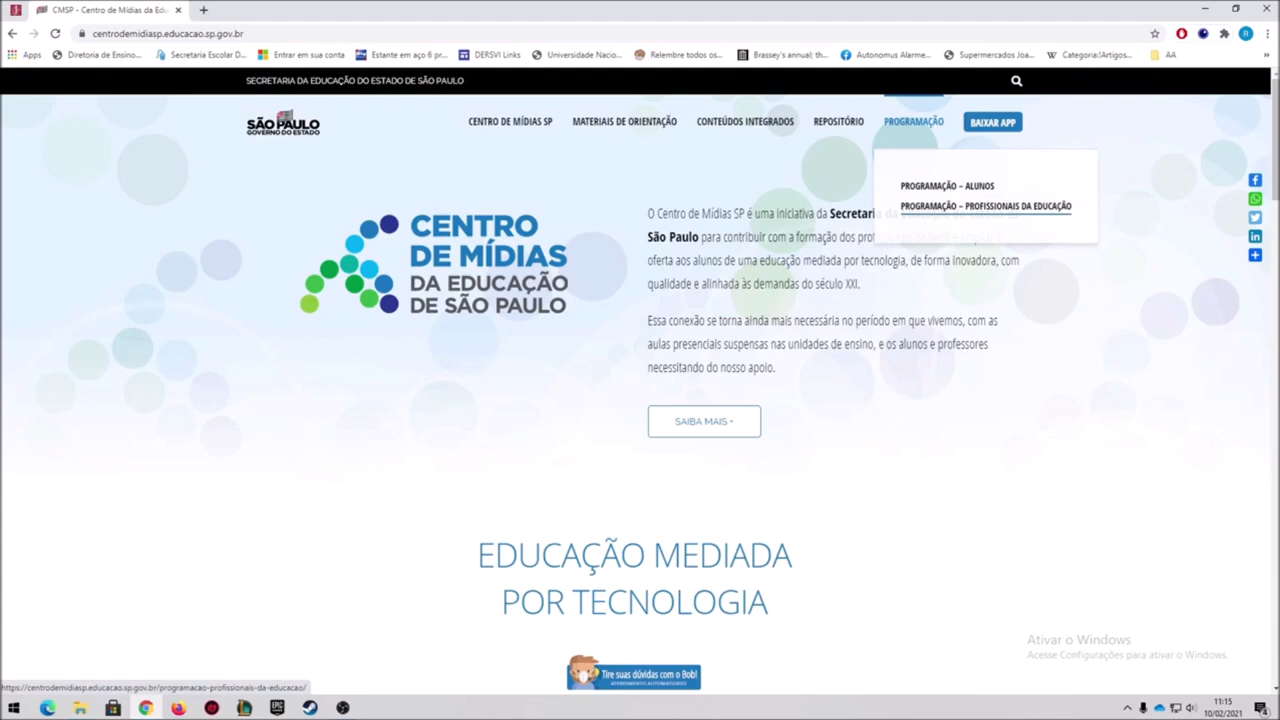 CMSP - Centro de Mídias da Edu
centrodemidiasp.educacao.sp.gov.br
Apps
Diretoria de Ensino...
Secretaria Escolar D...
Entrar em sua conta
Estante em aço 6 pr...
DERSVI Links
Universidade Nacio...
Relembre todos os...
Brassey's annual; th...
Autonomus Alarme...
Supermercados Joa...
Categoria:!Artigos...
AA
SECRETARIA DA EDUCAÇÃO DO ESTADO DE SÃO PAULO
SÃO PAULO
GOVERNO DO ESTADO
CENTRO DE MÍDIAS SP
MATERIAIS DE ORIENTAÇÃO
CONTEÚDOS INTEGRADOS
REPOSITÓRIO
PROGRAMAÇÃO
BAIXAR APP
PROGRAMAÇÃO – ALUNOS
PROGRAMAÇÃO – PROFISSIONAIS DA EDUCAÇÃO
CENTRO
DE MÍDIAS
DA EDUCAÇÃO
DE SÃO PAULO
O Centro de Mídias SP é uma iniciativa da Secretaria
São Paulo para contribuir com a formação dos
oferta aos alunos de uma educação mediada por tecnologia, de forma inovadora, com
qualidade e alinhada às demandas do século XXI.
Essa conexão se torna ainda mais necessária no período em que vivemos, com as
aulas presenciais suspensas nas unidades de ensino, e os alunos e professores
necessitando do nosso apoio.
SAIBA MAIS
EDUCAÇÃO MEDIADA
POR TECNOLOGIA
Tire suas dúvidas com o Bob!
ATENDIMENTO AUTOMATIZADO
Ativar o Windows
Acesse Configurações para ativar o Windows.
https://centrodemidiasp.educacao.sp.gov.br/programacao-profissionais-da-educacao/
EPIC
11:15
10/02/2021
4